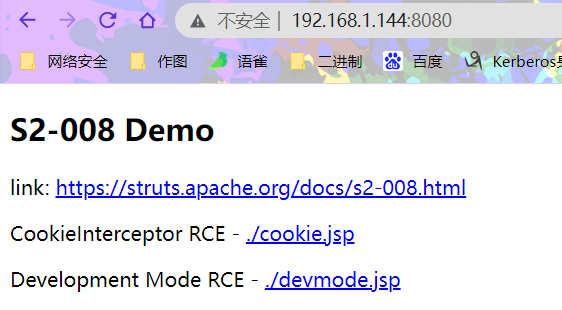 不安全 | 192.168.1.144:8080
网络安全 作图 语雀 二进制 百度 Kerberos
S2-008 Demo
link: https://struts.apache.org/docs/s2-008.html
CookieInterceptor RCE - ./cookie.jsp
Development Mode RCE - ./devmode.jsp